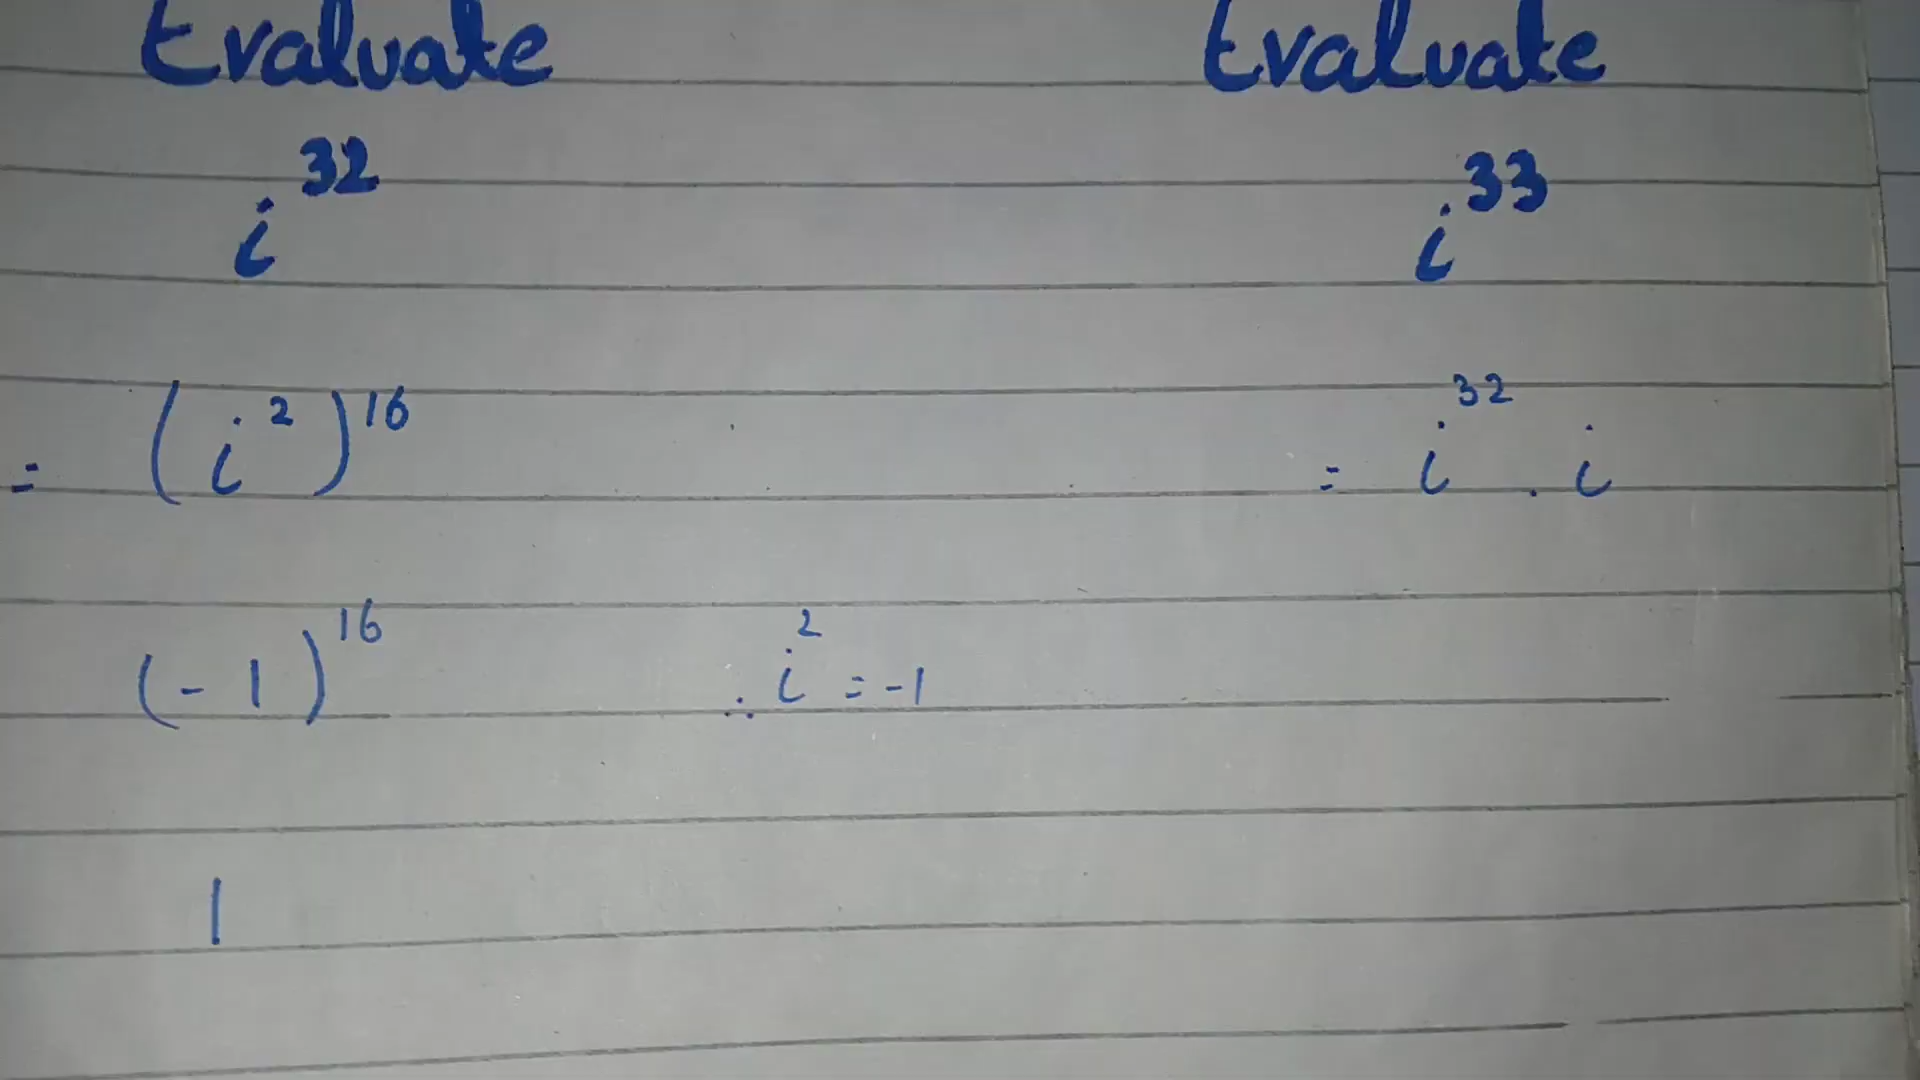 Evaluate Evaluate
i^32 i^33
= (i^2)^16 = i^32 . i
(-1)^16 ∴ i^2 = -1
1